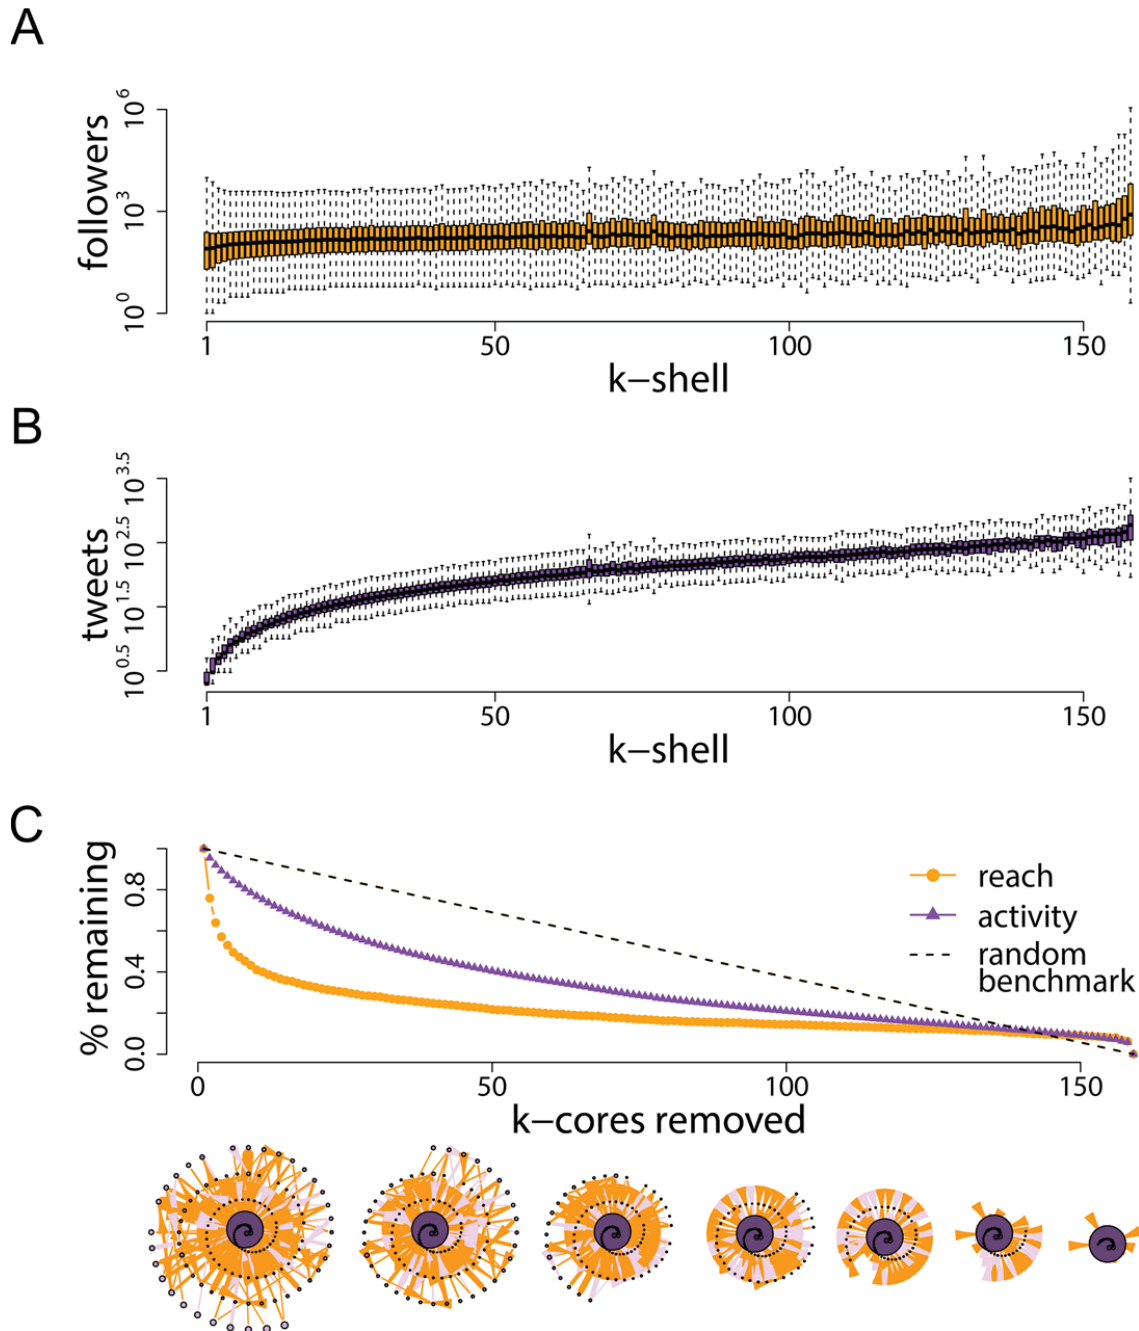 A
followers
10^6
10^3
10^0
1 50 100 150
k-shell
B
tweets
10^3.5
10^2.5
10^1.5
10^0.5
1 50 100 150
k-shell
C
% remaining
0.8
0.4
0.0
reach
activity
random
benchmark
0 50 100 150
k-cores removed